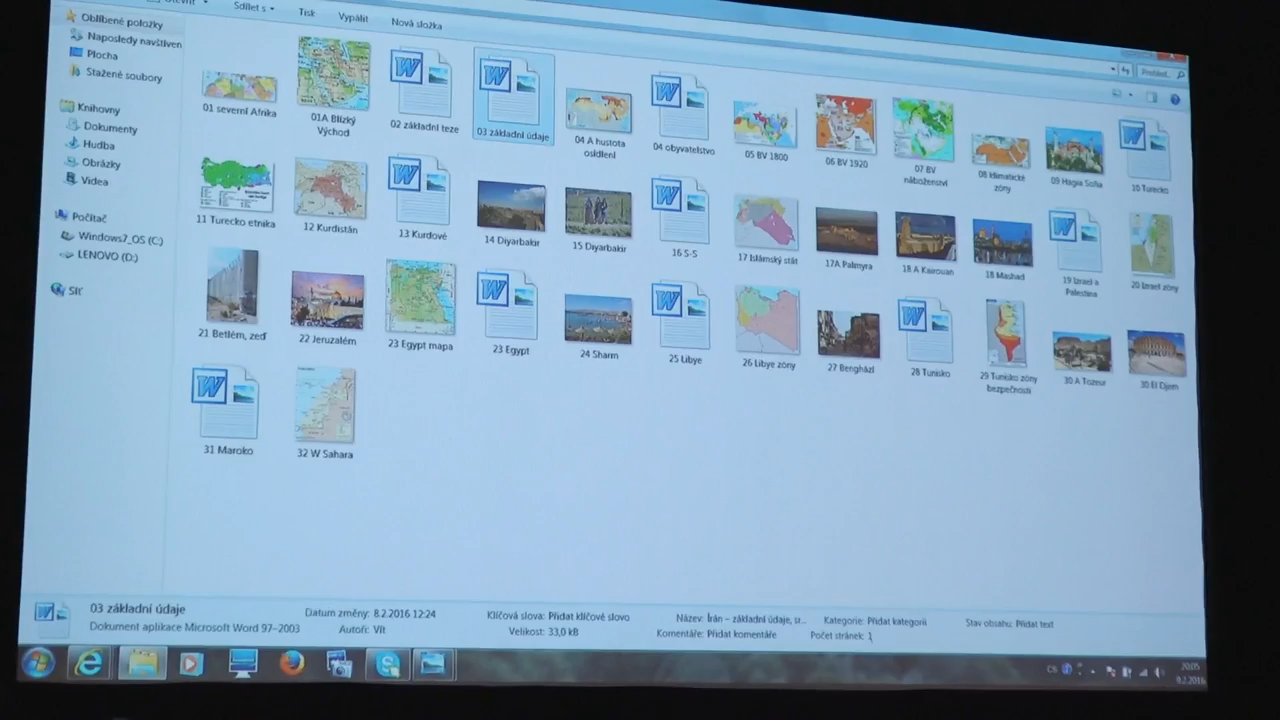 Sdílet s
Tisk
Vypálit
Nová složka
Oblíbené položky
Naposledy navštíven
Plocha
Stažené soubory
Knihovny
Dokumenty
Hudba
Obrázky
Videa
Počítač
Windows7_OS (C:)
LENOVO (D:)
Síť
01 severní Afrika
01A Blízký
Východ
02 základní teze
03 základní údaje
04 A hustota
osídlení
04 obyvatelstvo
05 BV 1800
06 BV 1920
07 BV
náboženství
08 klimatické
zóny
09 Hagia Sofia
10 Turecko
11 Turecko etnika
12 Kurdistán
13 Kurdové
14 Diyarbakir
15 Diyarbakir
16 S-S
17 Islámský stát
17A Palmyra
18 A Kairouan
18 Mashad
19 Izrael a
Palestina
20 Izrael zóny
21 Betlém, zeď
22 Jeruzalém
23 Egypt mapa
23 Egypt
24 Sharm
25 Libye
26 Libye zóny
27 Benghází
28 Tunisko
29 Tunisko zóny
bezpečnosti
30 A Tozeur
30 El Djem
31 Maroko
32 W Sahara
03 základní údaje
Dokument aplikace Microsoft Word 97–2003
Datum změny: 8.2.2016 12:24
Autoři: Vít
Klíčová slova: Přidat klíčové slovo
Velikost: 33,0 kB
Název: Írán – základní údaje, sr...
Komentáře: Přidat komentáře
Kategorie: Přidat kategorii
Počet stránek: 1
Stav obsahu: Přidat text
CS
20:05
9.2.2016